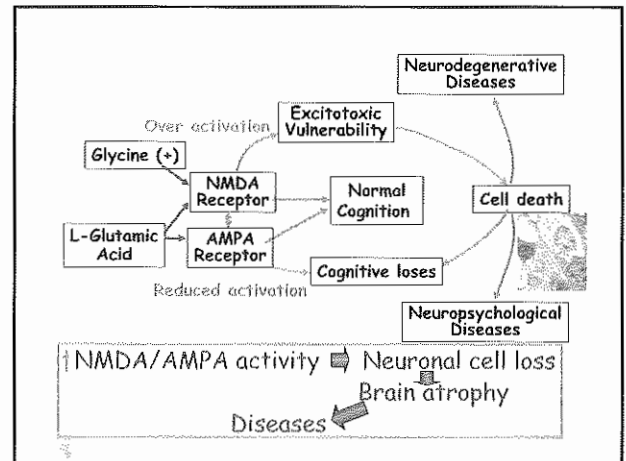 Neurodegenerative
Diseases
Over activation
Excitotoxic
Vulnerability
Glycine (+)
NMDA
Receptor
Normal
Cognition
Cell death
L-Glutamic
Acid
AMPA
Receptor
Cognitive loses
Reduced activation
Neuropsychological
Diseases
↑ NMDA/AMPA activity ⇨ Neuronal cell loss
Brain atrophy
Diseases